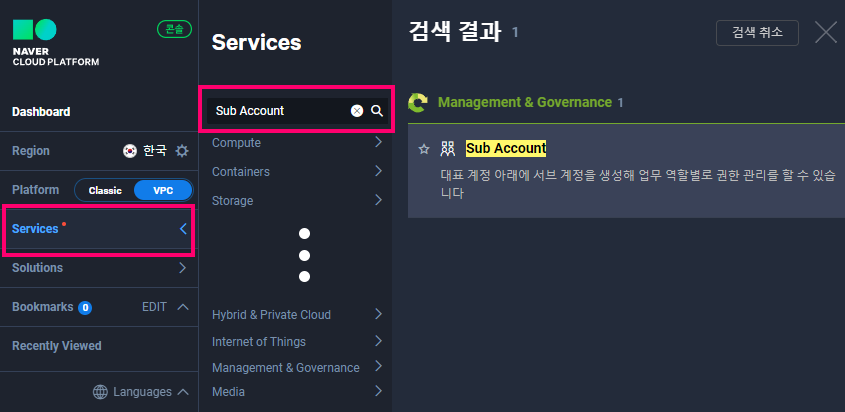 콘솔
NAVER
CLOUD PLATFORM
Dashboard
Region 한국
Platform Classic VPC
Services
Solutions
Bookmarks 0 EDIT
Recently Viewed
Languages
Services
Sub Account
Compute
Containers
Storage
Hybrid & Private Cloud
Internet of Things
Management & Governance
Media
검색 결과 1
검색 취소
Management & Governance 1
Sub Account
대표 계정 아래에 서브 계정을 생성해 업무 역할별로 권한 관리를 할 수 있습
니다